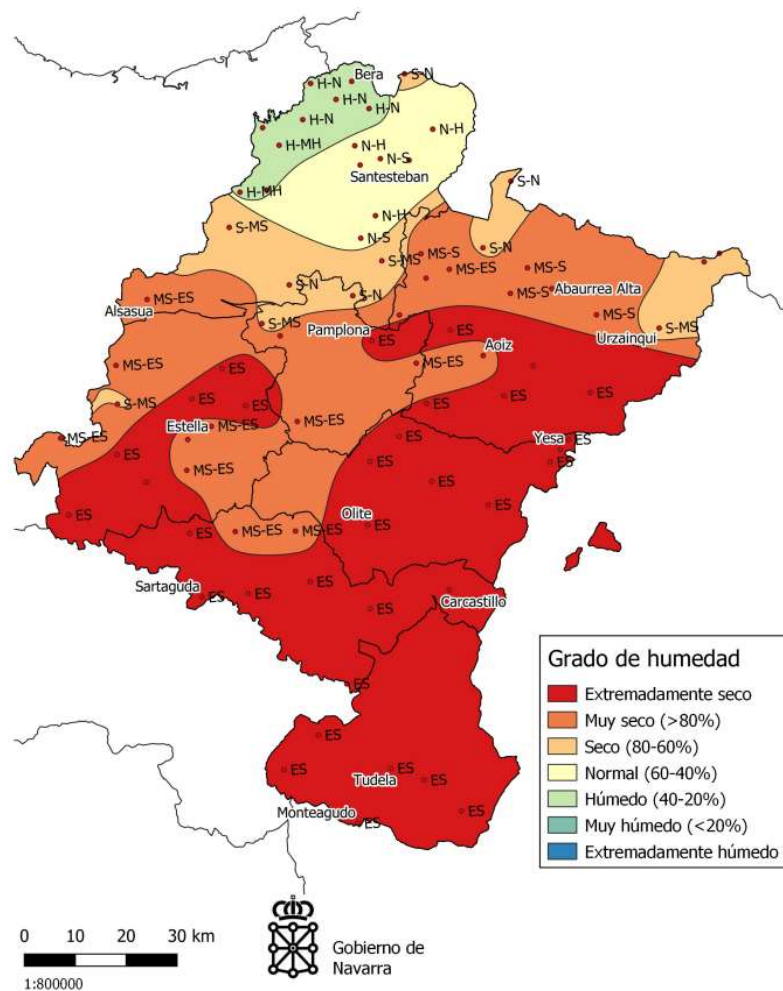 Bera
S-N
H-N
H-N
H-N
H-N
N-H
H-MH
N-H
N-S
Santesteban
S-N
H-MH
N-H
S-MS
N-S
S-N
S-MS
MS-S
MS-ES
MS-S
S-N
Abaurrea Alta
MS-S
MS-ES
S-N
Alsasua
MS-S
S-MS
S-MS
Pamplona
ES
Urzainqui
ES
Aoiz
MS-ES
MS-ES
ES
ES
S-MS
ES
ES
ES
ES
MS-ES
Estella
MS-ES
MS-ES
ES
Yesa
ES
ES
ES
ES
MS-ES
ES
ES
ES
Olite
ES
ES
MS-ES
MS-ES
ES
Sartaguda
ES
ES
ES
ES
Carcastillo
ES
ES
ES
ES
Tudela
ES
Monteagudo
ES
ES
Grado de humedad
Extremadamente seco
Muy seco (>80%)
Seco (80-60%)
Normal (60-40%)
Húmedo (40-20%)
Muy húmedo (<20%)
Extremadamente húmedo
0 10 20 30 km
1:800000
Gobierno de
Navarra